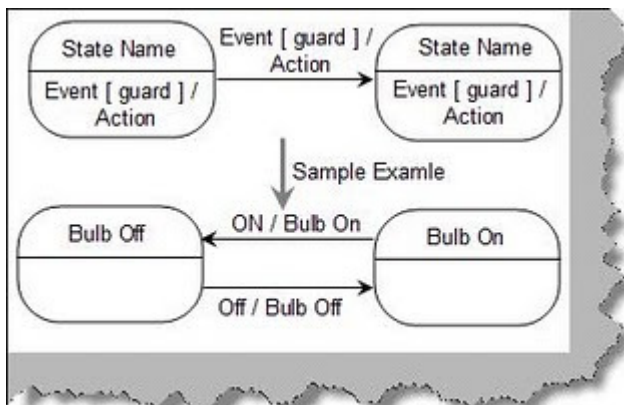 State Name
Event [ guard ] /
Action
Event [ guard ] /
Action
State Name
Event [ guard ] /
Action
Sample Examle
Bulb Off
ON / Bulb On
Bulb On
Off / Bulb Off